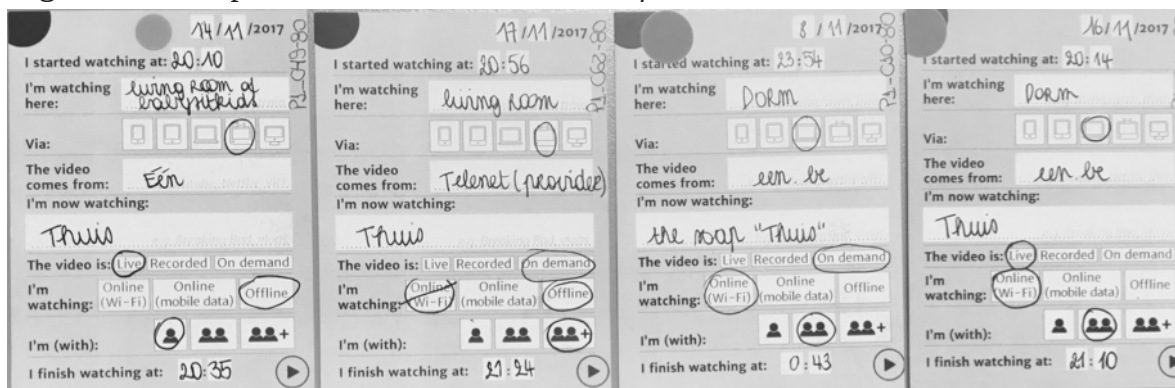 14/11/2017
P1_049-80
I started watching at: 20:10
I'm watching here: living room of babysitkids
Via:
The video comes from: Eén
I'm now watching:
Thuis
The video is: Live Recorded On demand
I'm watching: Online (Wi-Fi) Online (mobile data) Offline
I'm (with): +
I finish watching at: 20:35
17/11/2017
I started watching at: 20:56
I'm watching here: living room
Via:
The video comes from: Telenet (provider)
I'm now watching:
Thuis
The video is: Live Recorded On demand
I'm watching: Online (Wi-Fi) Online (mobile data) Offline
I'm (with): +
I finish watching at: 21:24
8/11/2017
P1_030-80
I started watching at: 23:54
I'm watching here: DORM
Via:
The video comes from: een.be
I'm now watching:
the soap "Thuis"
The video is: Live Recorded On demand
I'm watching: Online (Wi-Fi) Online (mobile data) Offline
I'm (with): +
I finish watching at: 0:43
16/11/2017
I started watching at: 20:14
I'm watching here: DORM
Via:
The video comes from: een.be
I'm now watching:
Thuis
The video is: Live Recorded On demand
I'm watching: Online (Wi-Fi) Online (mobile data) Offline
I'm (with): +
I finish watching at: 21:10